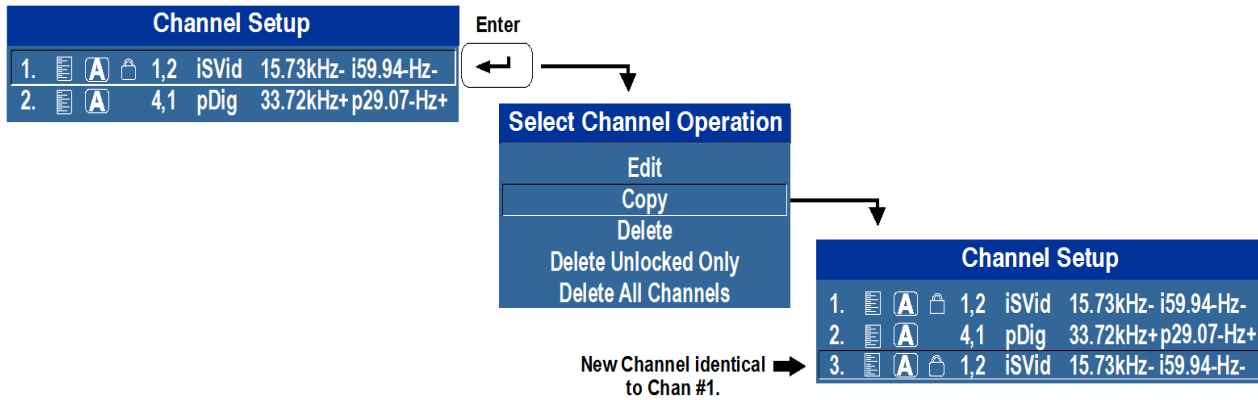 Channel Setup
1. A 1,2 iSVid 15.73kHz- i59.94-Hz-
2. A 4,1 pDig 33.72kHz+ p29.07-Hz+
Enter
Select Channel Operation
Edit
Copy
Delete
Delete Unlocked Only
Delete All Channels
Channel Setup
1. A 1,2 iSVid 15.73kHz- i59.94-Hz-
2. A 4,1 pDig 33.72kHz+p29.07-Hz+
3. A 1,2 iSVid 15.73kHz- i59.94-Hz-
New Channel identical
to Chan #1.